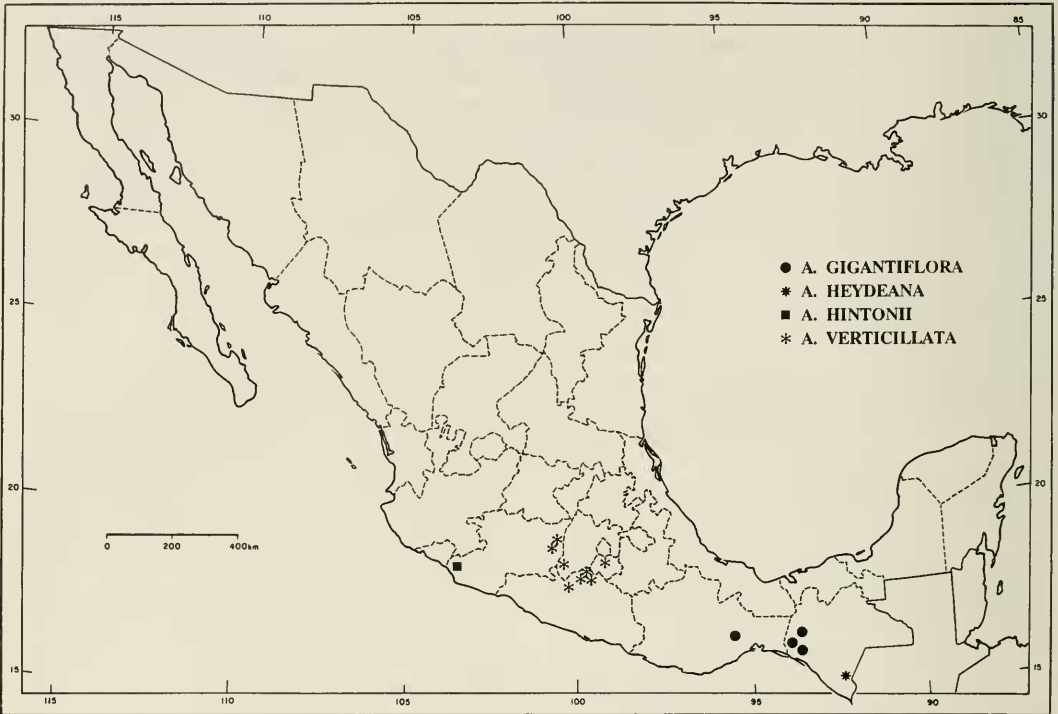 115 110 105 100 95 90 85
30 30
25 25
● A. GIGANTIFLORA
✷ A. HEYDEANA
■ A. HINTONII
✳ A. VERTICILLATA
20 20
0 200 400km
15 15
115 110 105 100 95 90